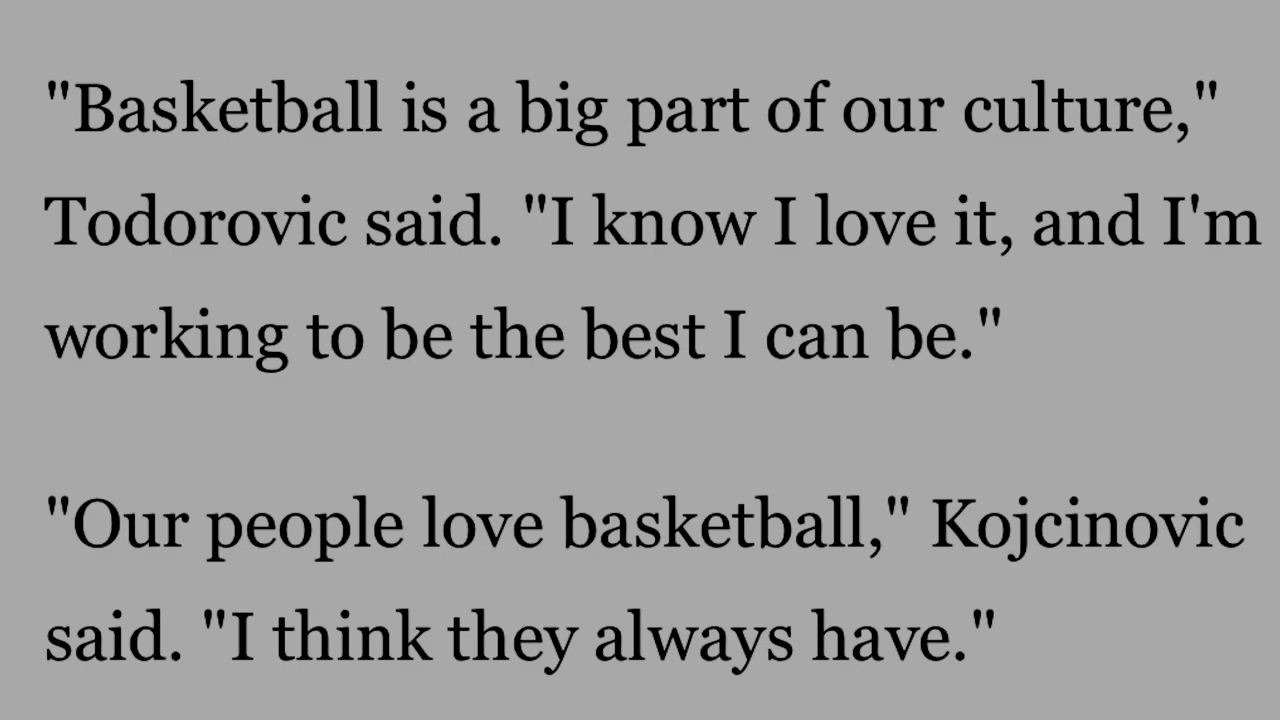 "Basketball is a big part of our culture,"
Todorovic said. "I know I love it, and I'm
working to be the best I can be."
"Our people love basketball," Kojcinovic
said. "I think they always have."